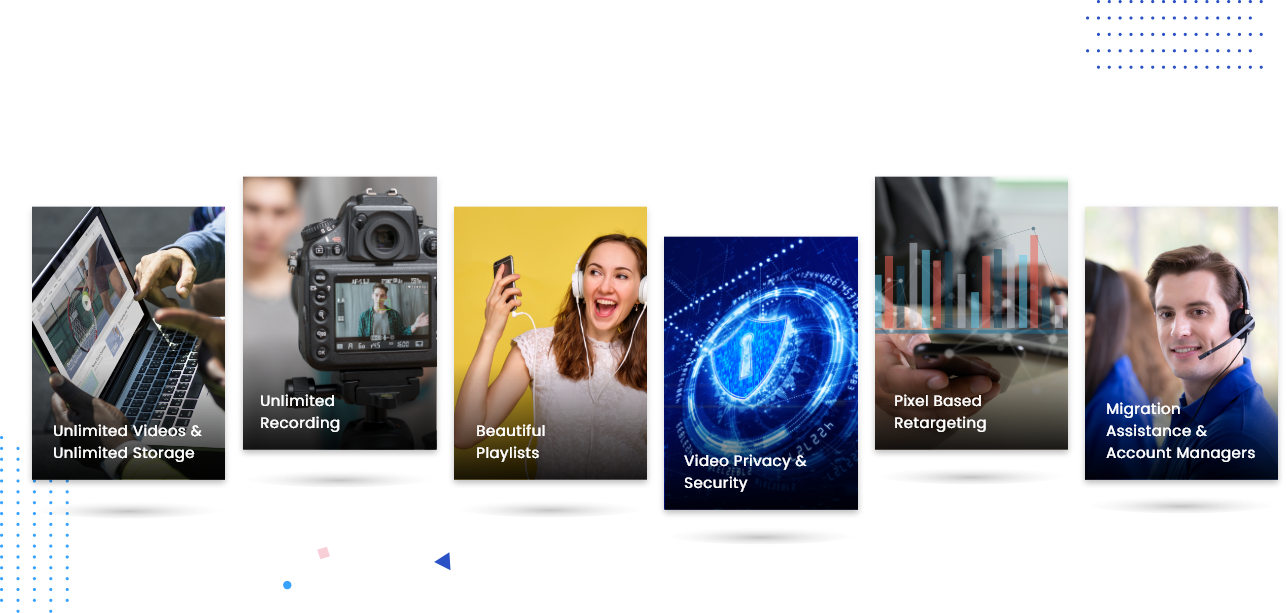 Unlimited Videos &
Unlimited Storage
Unlimited
Recording
Beautiful
Playlists
Video Privacy &
Security
Pixel Based
Retargeting
Migration
Assistance &
Account Managers